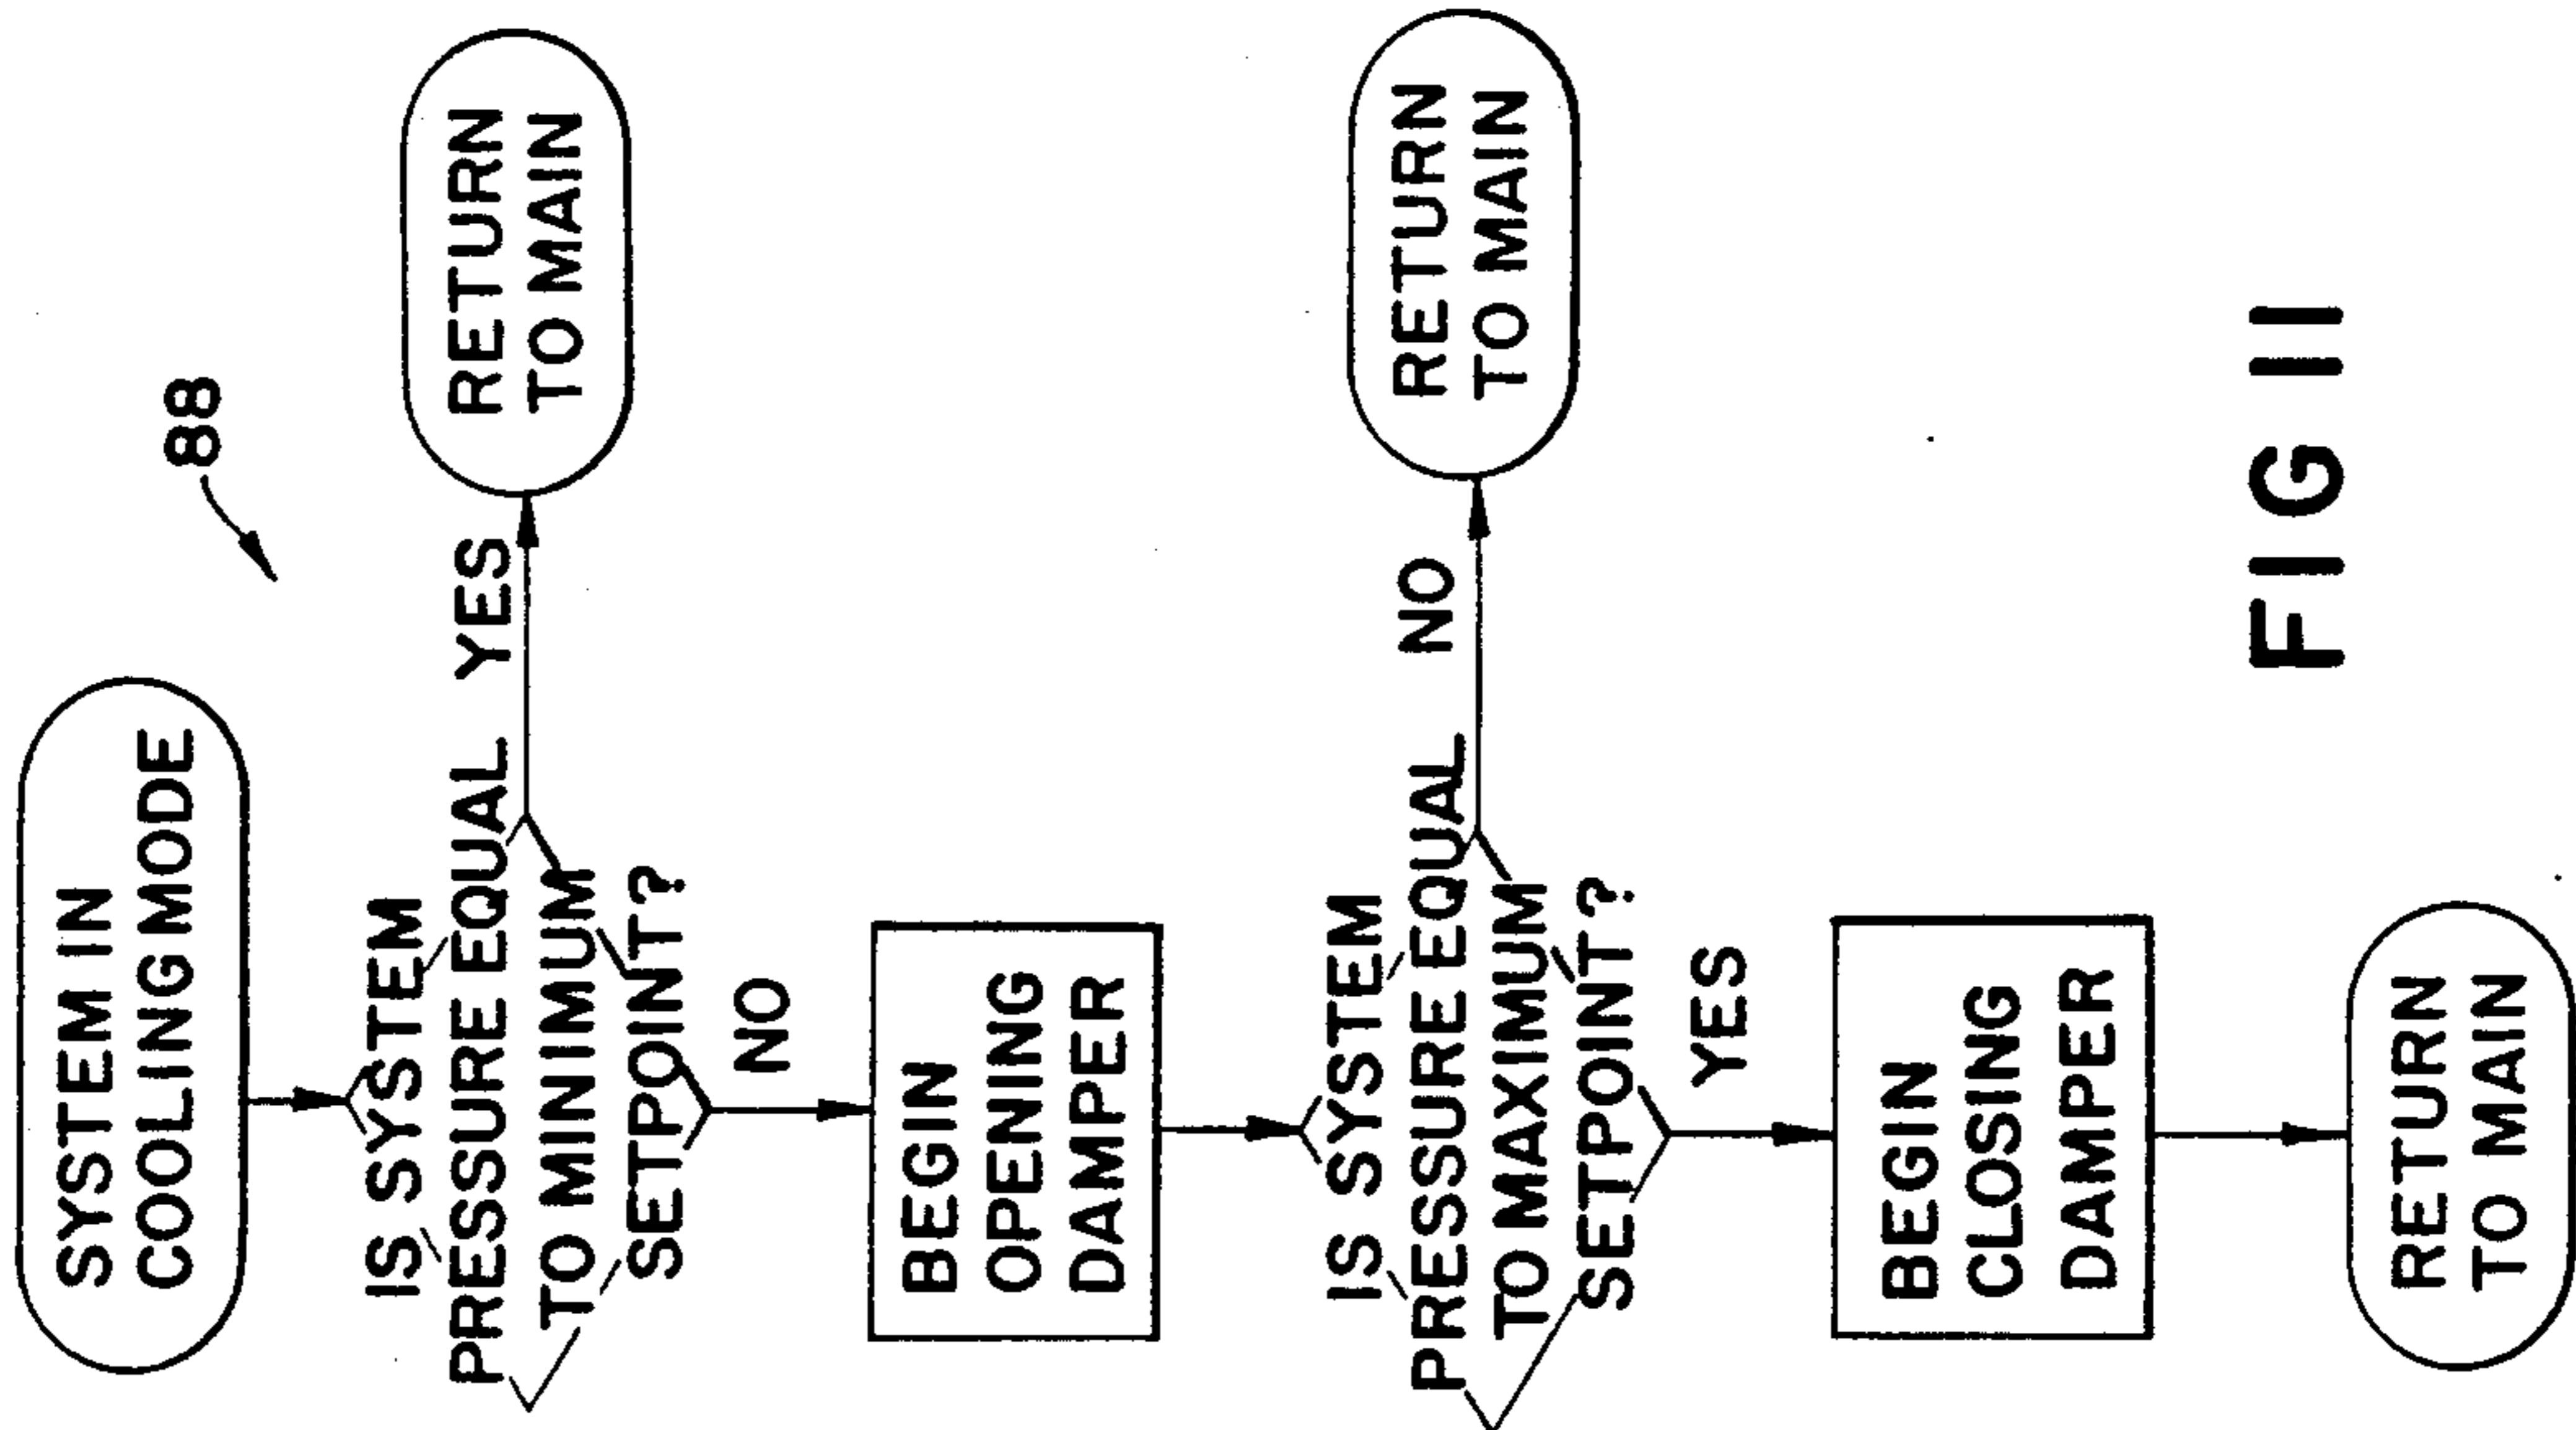 88
SYSTEM IN
COOLING MODE
IS SYSTEM
PRESSURE EQUAL
TO MINIMUM
SETPOINT?
YES
RETURN
TO MAIN
NO
BEGIN
OPENING
DAMPER
IS SYSTEM
PRESSURE EQUAL
TO MAXIMUM
SETPOINT?
NO
RETURN
TO MAIN
YES
BEGIN
CLOSING
DAMPER
RETURN
TO MAIN
FIG 11